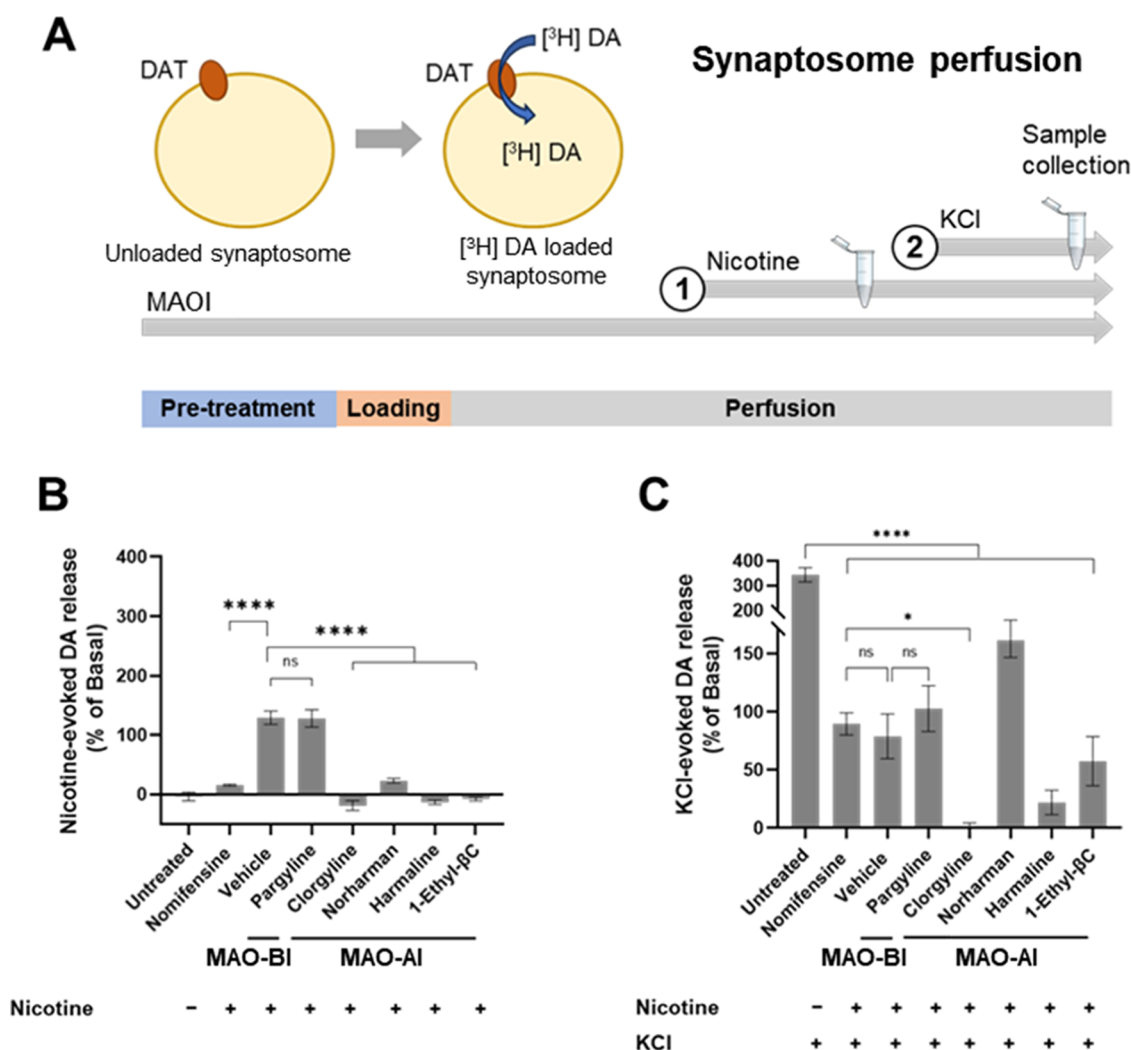 A
DAT
DAT
[³H] DA
[³H] DA
Unloaded synaptosome
[³H] DA loaded
synaptosome
Synaptosome perfusion
Sample
collection
KCl
2
Nicotine
1
MAOI
Pre-treatment
Loading
Perfusion
B
Nicotine-evoked DA release
(% of Basal)
400
300
200
100
0
****
****
ns
Untreated
Nomifensine
Vehicle
Pargyline
Clorgyline
Norharman
Harmaline
1-Ethyl-βC
MAO-BI
MAO-AI
Nicotine
− + + + + + + +
C
KCl-evoked DA release
(% of Basal)
400
300
200
150
100
50
0
****
*
ns
ns
Untreated
Nomifensine
Vehicle
Pargyline
Clorgyline
Norharman
Harmaline
1-Ethyl-βC
MAO-BI
MAO-AI
Nicotine − + + + + + + +
KCl + + + + + + + +